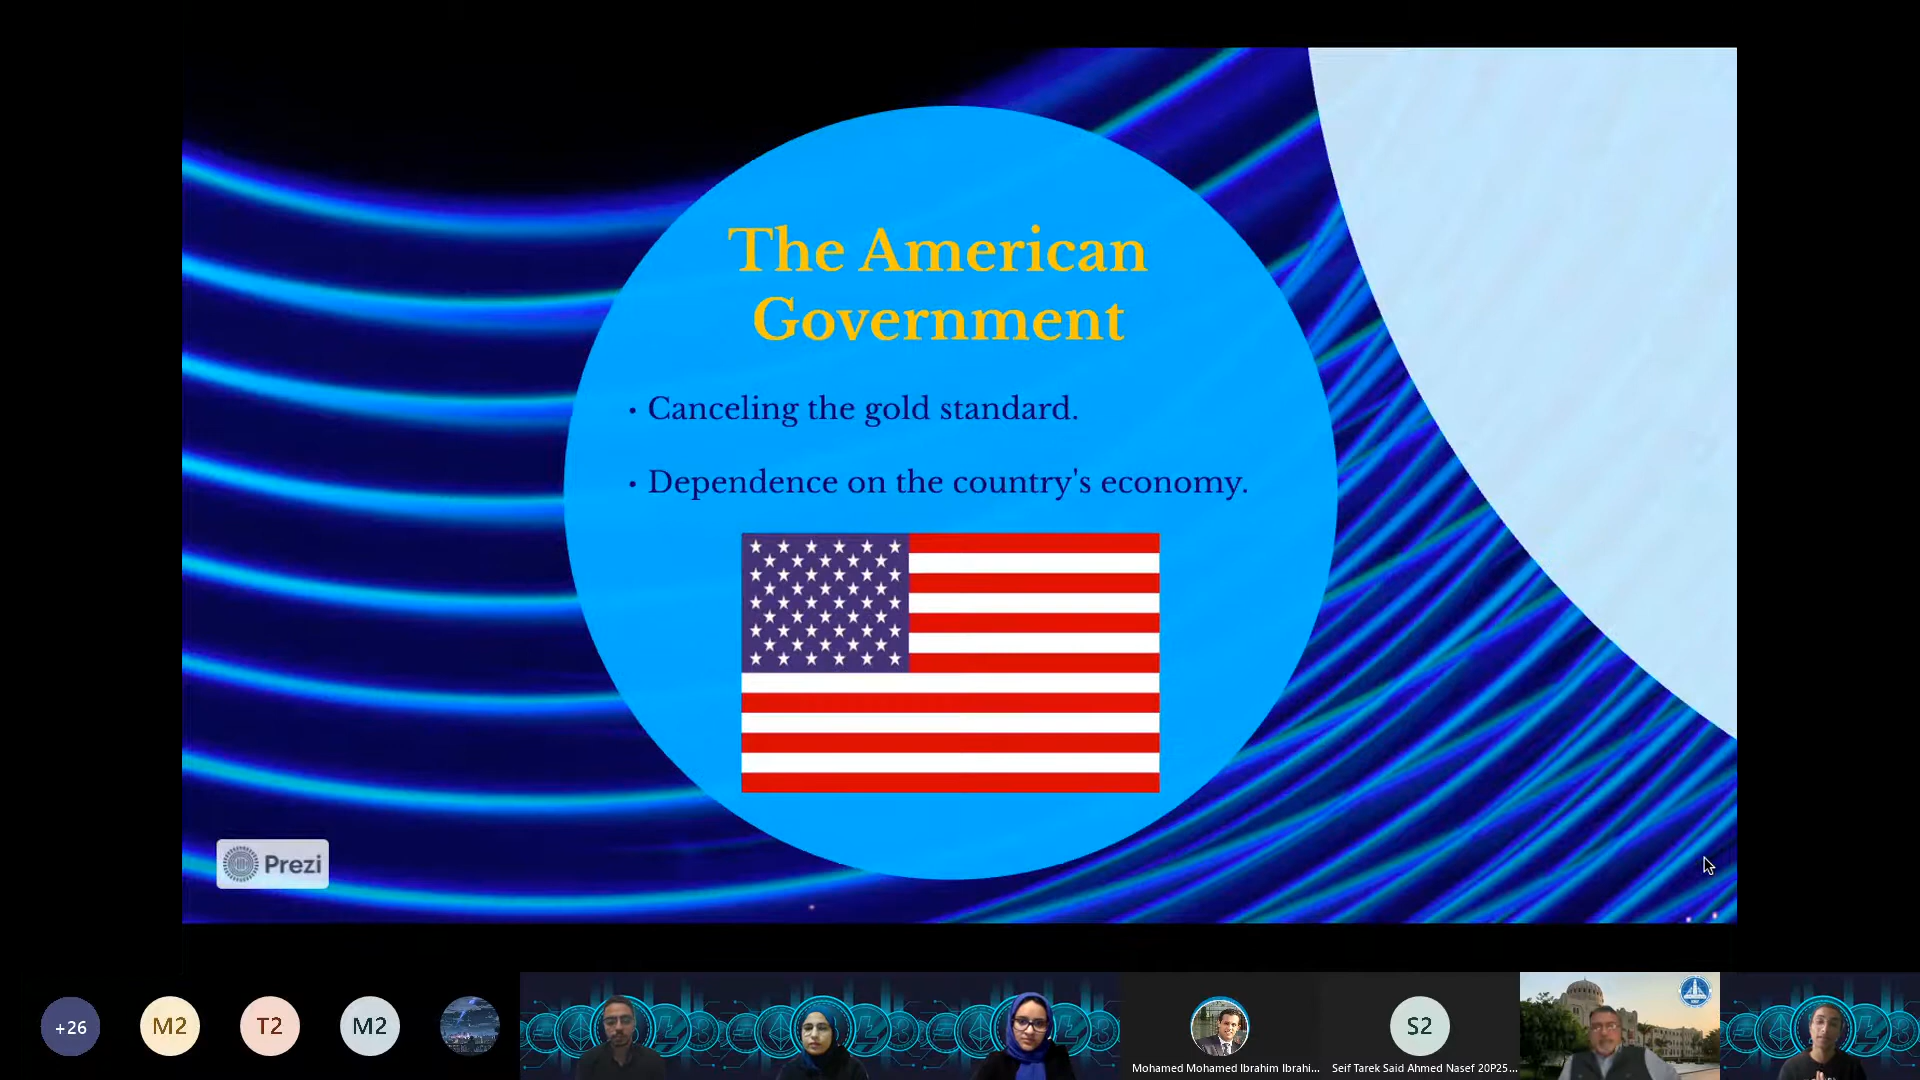 The American
Government
• Canceling the gold standard.
• Dependence on the country's economy.
Prezi
+26
M2
T2
M2
Mohamed Mohamed Ibrahim Ibrahi...
S2
Seif Tarek Said Ahmed Nasef 20P25...